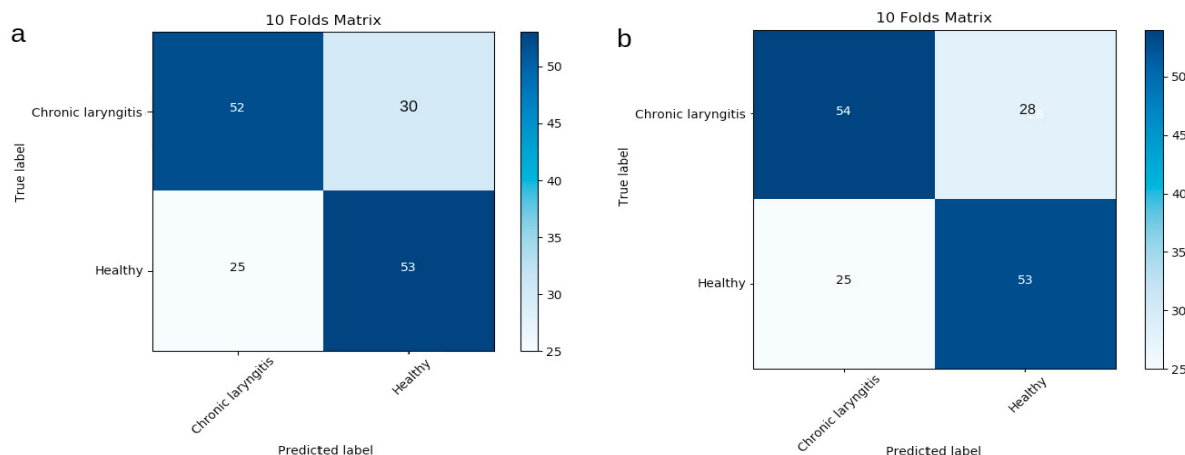 a
10 Folds Matrix
True label
Chronic laryngitis
52
30
Healthy
25
53
Chronic laryngitis
Healthy
Predicted label
50
45
40
35
30
25
b
10 Folds Matrix
True label
Chronic laryngitis
54
28
Healthy
25
53
Chronic laryngitis
Healthy
Predicted label
50
45
40
35
30
25